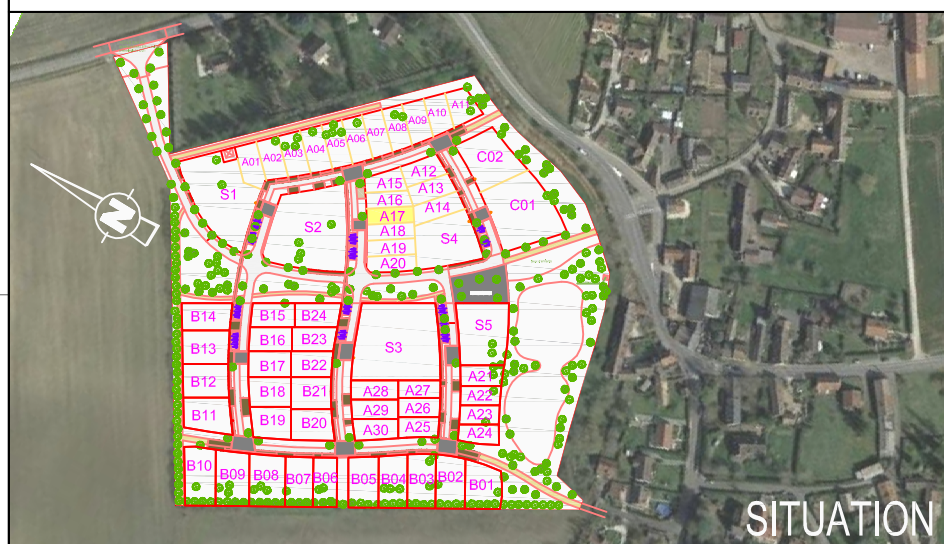 A11
A10
A09
A08
A07
A06
A05
A04
A03
A02
A01
C02
A12
A15
A13
S1
A16
C01
A14
A17
S2
A18
S4
A19
A20
N
B14
B15
B24
S5
B13
B16
B23
S3
B17
B22
A21
B12
B18
B21
A28
A27
A22
B11
B19
B20
A29
A26
A23
A30
A25
A24
B10
B09
B08
B07
B06
B05
B04
B03
B02
B01
SITUATION